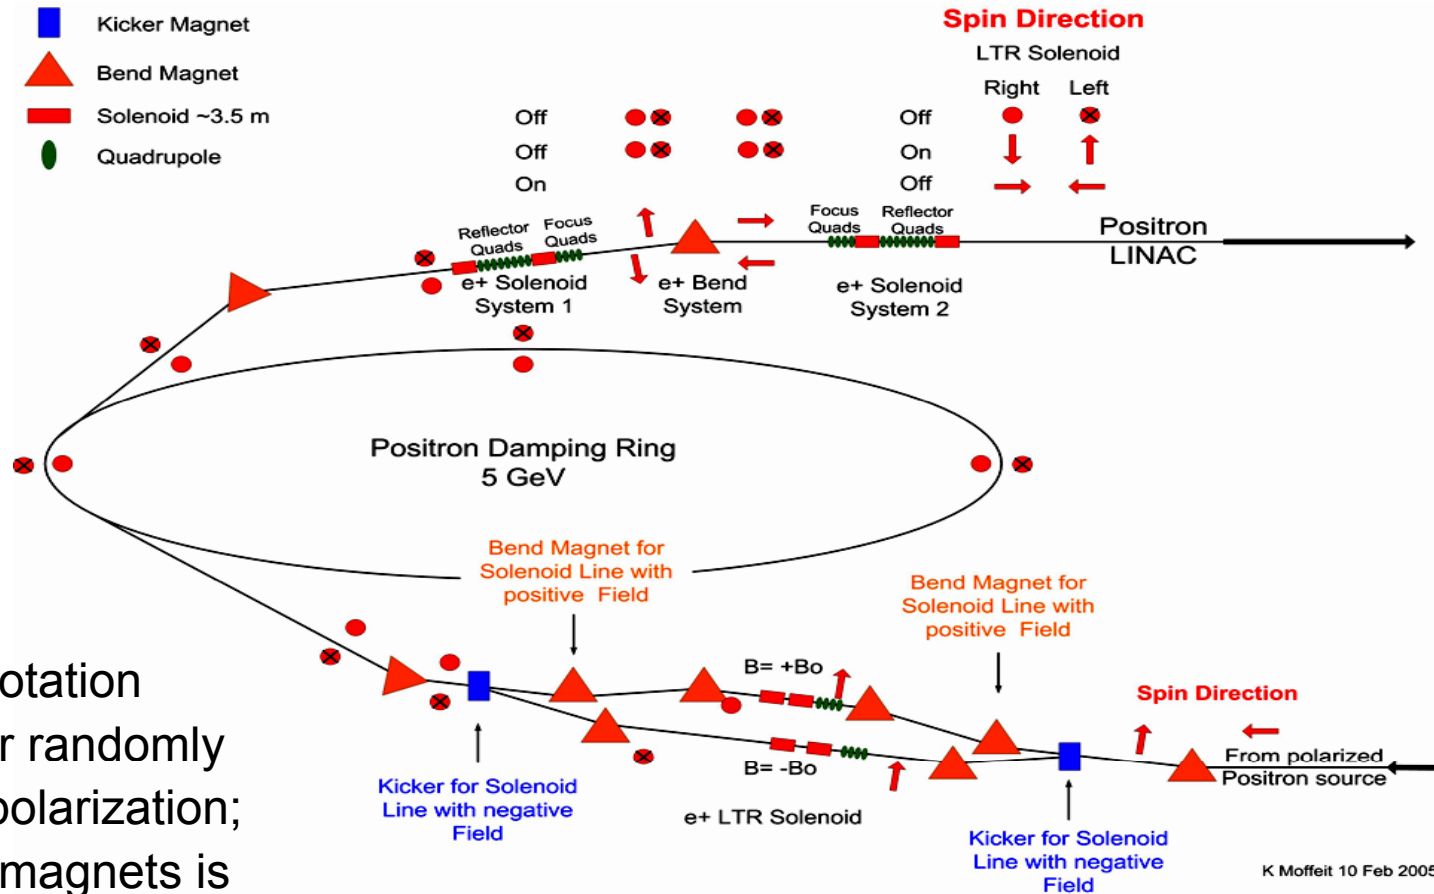 Kicker Magnet
Bend Magnet
Solenoid ~3.5 m
Quadrupole
Spin Direction
LTR Solenoid
Right Left
Off Off
Off On
On Off
Reflector
Quads
Focus
Quads
Focus
Quads
Reflector
Quads
e+ Solenoid
System 1
e+ Bend
System
e+ Solenoid
System 2
Positron
LINAC
Positron Damping Ring
5 GeV
Bend Magnet for
Solenoid Line with
positive Field
Bend Magnet for
Solenoid Line with
positive Field
B= +Bo
B= -Bo
Spin Direction
From polarized
Positron source
Kicker for Solenoid
Line with negative
Field
e+ LTR Solenoid
Kicker for Solenoid
Line with negative
Field
otation
r randomly
polarization;
magnets is
K Moffeit 10 Feb 2005